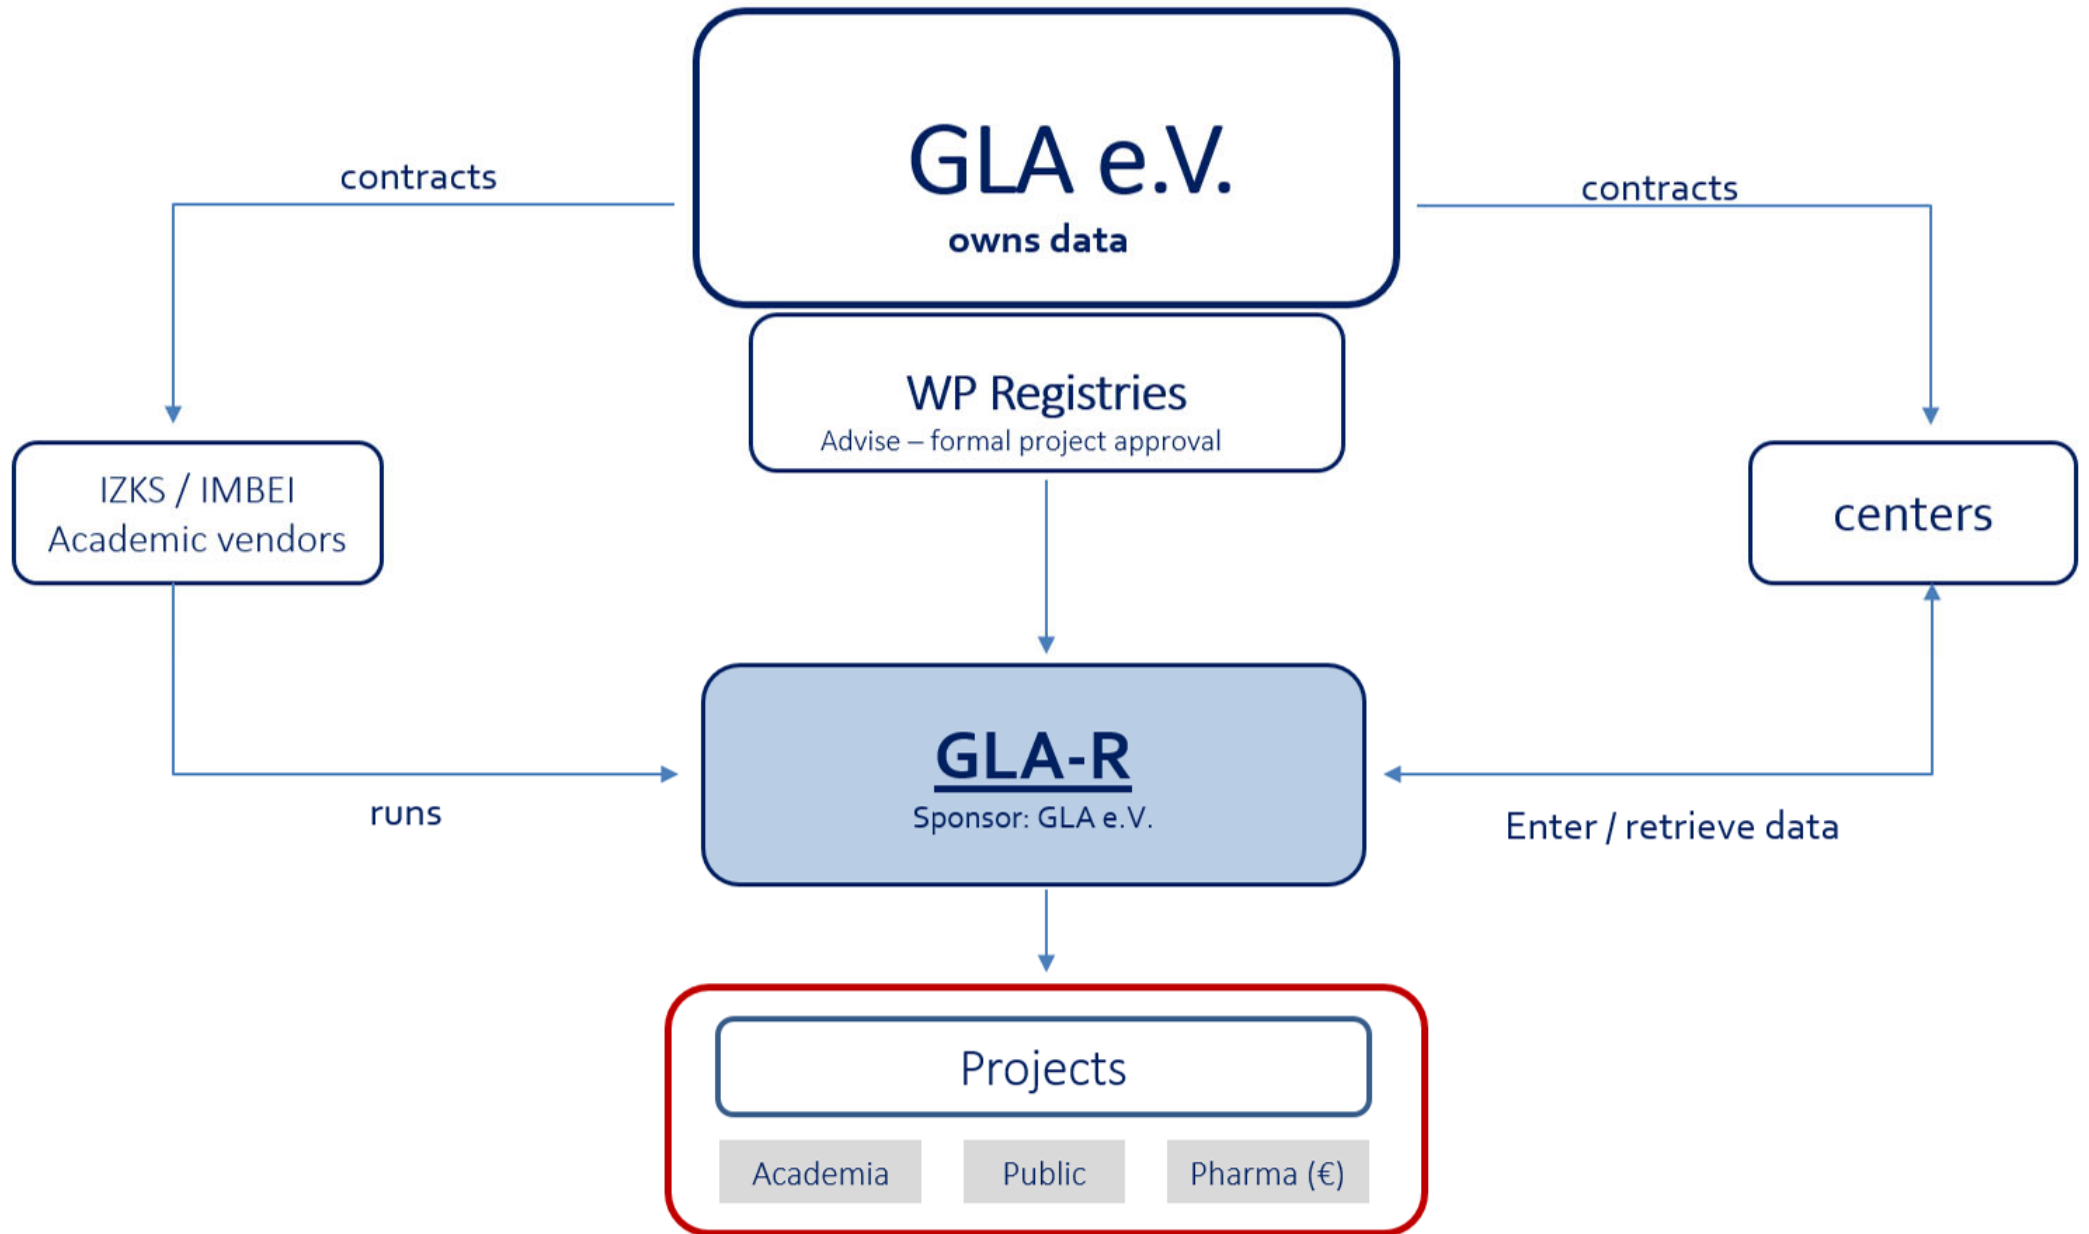 GLA e.V.
owns data
contracts
contracts
WP Registries
Advise – formal project approval
IZKS / IMBEI
Academic vendors
centers
GLA-R
Sponsor: GLA e.V.
runs
Enter / retrieve data
Projects
Academia
Public
Pharma (€)